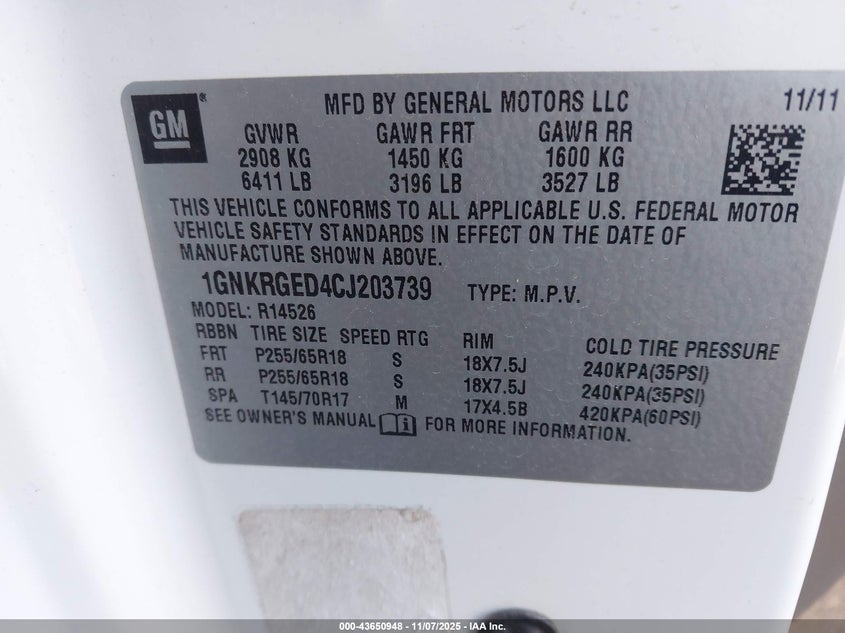 GM ® MFD BY GENERAL MOTORS LLC 11/11
GVWR GAWR FRT GAWR RR
2908 KG 1450 KG 1600 KG
6411 LB 3196 LB 3527 LB
THIS VEHICLE CONFORMS TO ALL APPLICABLE U.S. FEDERAL MOTOR
VEHICLE SAFETY STANDARDS IN EFFECT ON THE DATE OF
MANUFACTURE SHOWN ABOVE.
1GNKRGED4CJ203739 TYPE: M.P.V.
MODEL: R14526
RBBN TIRE SIZE SPEED RTG RIM COLD TIRE PRESSURE
FRT P255/65R18 S 18X7.5J 240KPA(35PSI)
RR P255/65R18 S 18X7.5J 240KPA(35PSI)
SPA T145/70R17 M 17X4.5B 420KPA(60PSI)
SEE OWNER'S MANUAL i FOR MORE INFORMATION.
000-43650948 - 11/07/2025 - IAA Inc.